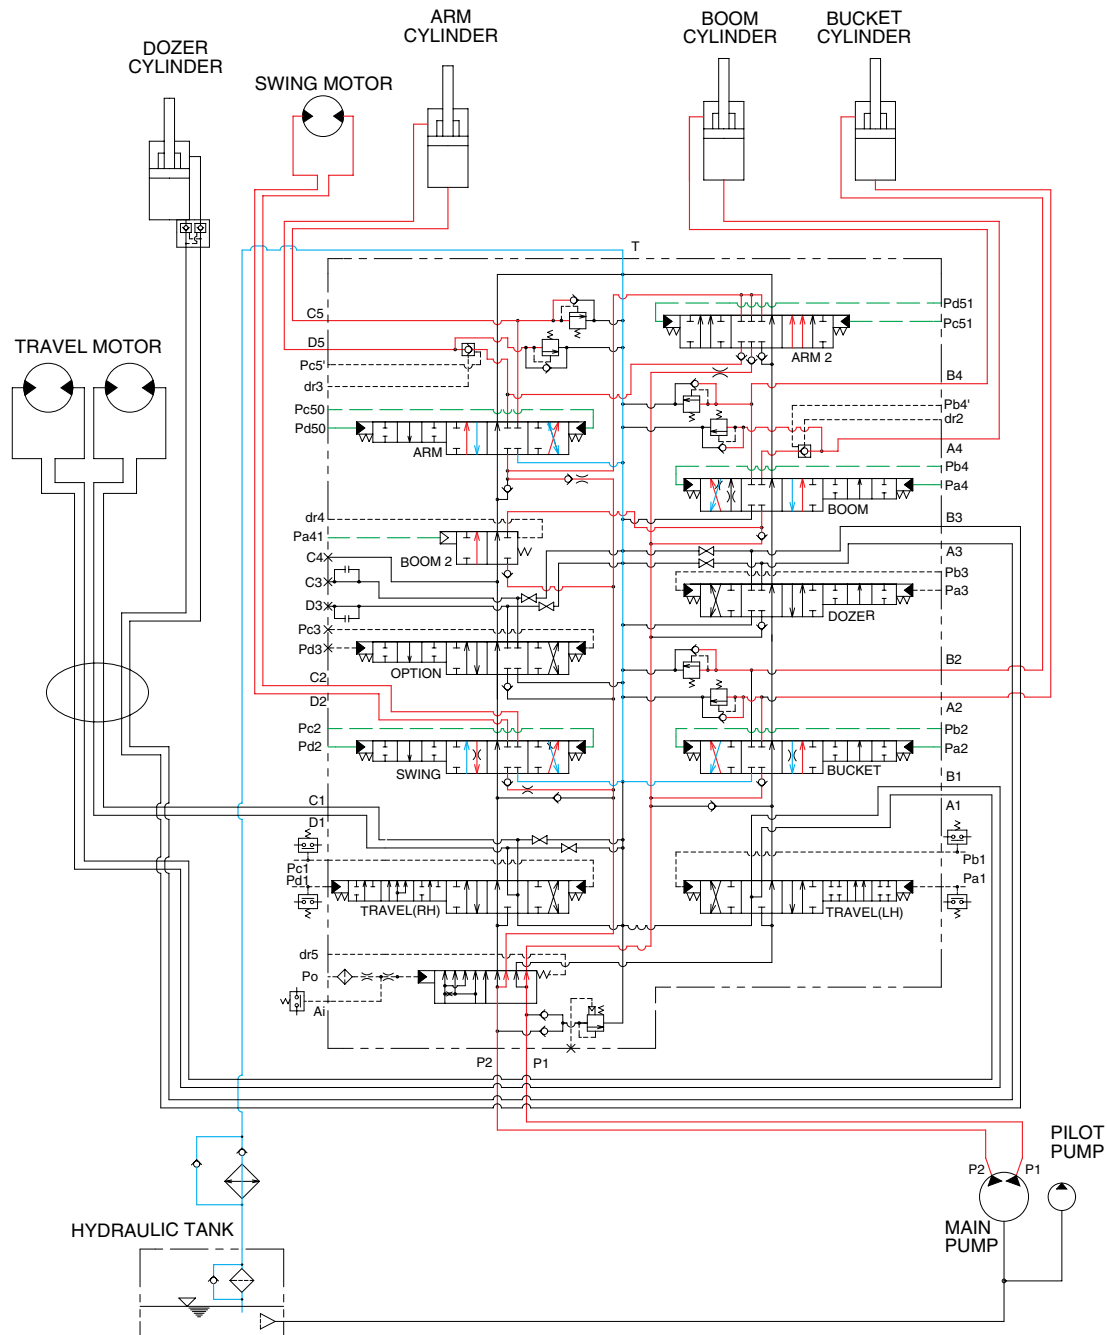 ARM
CYLINDER
BOOM
CYLINDER
BUCKET
CYLINDER
DOZER
CYLINDER
SWING MOTOR
TRAVEL MOTOR
T
C5
D5
Pc5'
dr3
Pc50
Pd50
ARM
dr4
Pa41
BOOM 2
C4
C3
D3
Pc3
Pd3
OPTION
C2
D2
Pc2
Pd2
SWING
C1
D1
Pc1
Pd1
TRAVEL(RH)
dr5
Po
Ai
Pd51
Pc51
ARM 2
B4
Pb4'
dr2
A4
Pb4
Pa4
BOOM
B3
A3
Pb3
Pa3
DOZER
B2
A2
Pb2
Pa2
BUCKET
B1
A1
Pb1
Pa1
TRAVEL(LH)
P2
P1
PILOT
PUMP
P2
P1
MAIN
PUMP
HYDRAULIC TANK